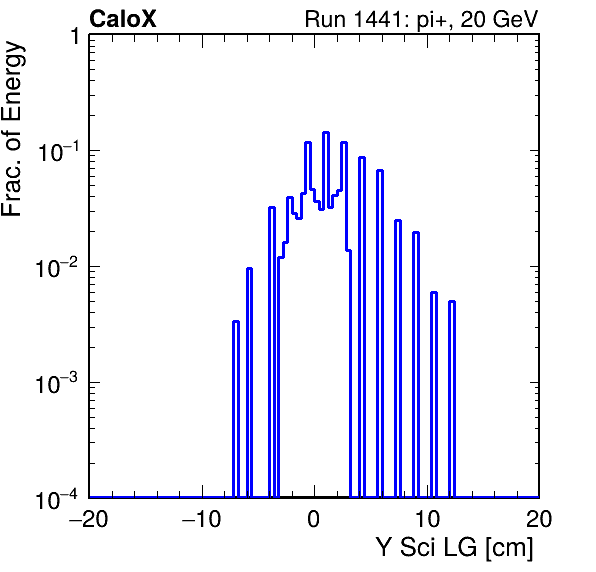 CaloX Run 1441: pi+, 20 GeV
Frac. of Energy
1
10⁻¹
10⁻²
10⁻³
10⁻⁴
−20 −10 0 10 20
Y Sci LG [cm]